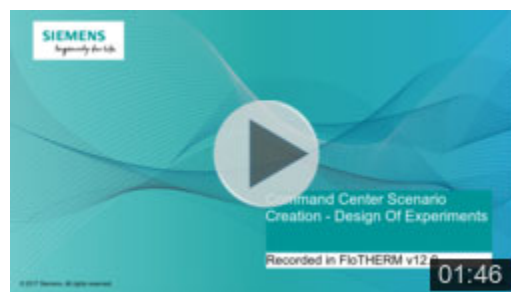 SIEMENS
Ingenuity for life
Command Center Scenario
Creation - Design Of Experiments
Recorded in FloTHERM v12.0
01:46
© 2017 Siemens. All rights reserved.